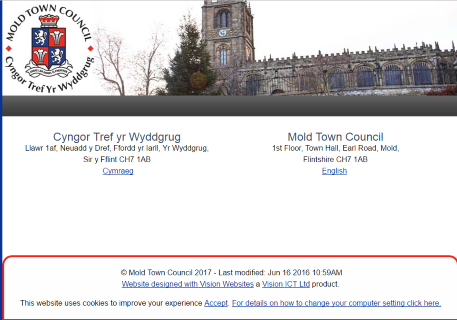 MOLD TOWN COUNCIL
Cyngor Tref Yr Wyddgrug
Cyngor Tref yr Wyddgrug
Llawr 1af, Neuadd y Dref, Ffordd yr Iarll, Yr Wyddgrug,
Sir y Fflint CH7 1AB
Cymraeg
Mold Town Council
1st Floor, Town Hall, Earl Road, Mold,
Flintshire CH7 1AB
English
© Mold Town Council 2017 - Last modified: Jun 16 2016 10:59AM
Website designed with Vision Websites a Vision ICT Ltd product.
This website uses cookies to improve your experience Accept. For details on how to change your computer setting click here.